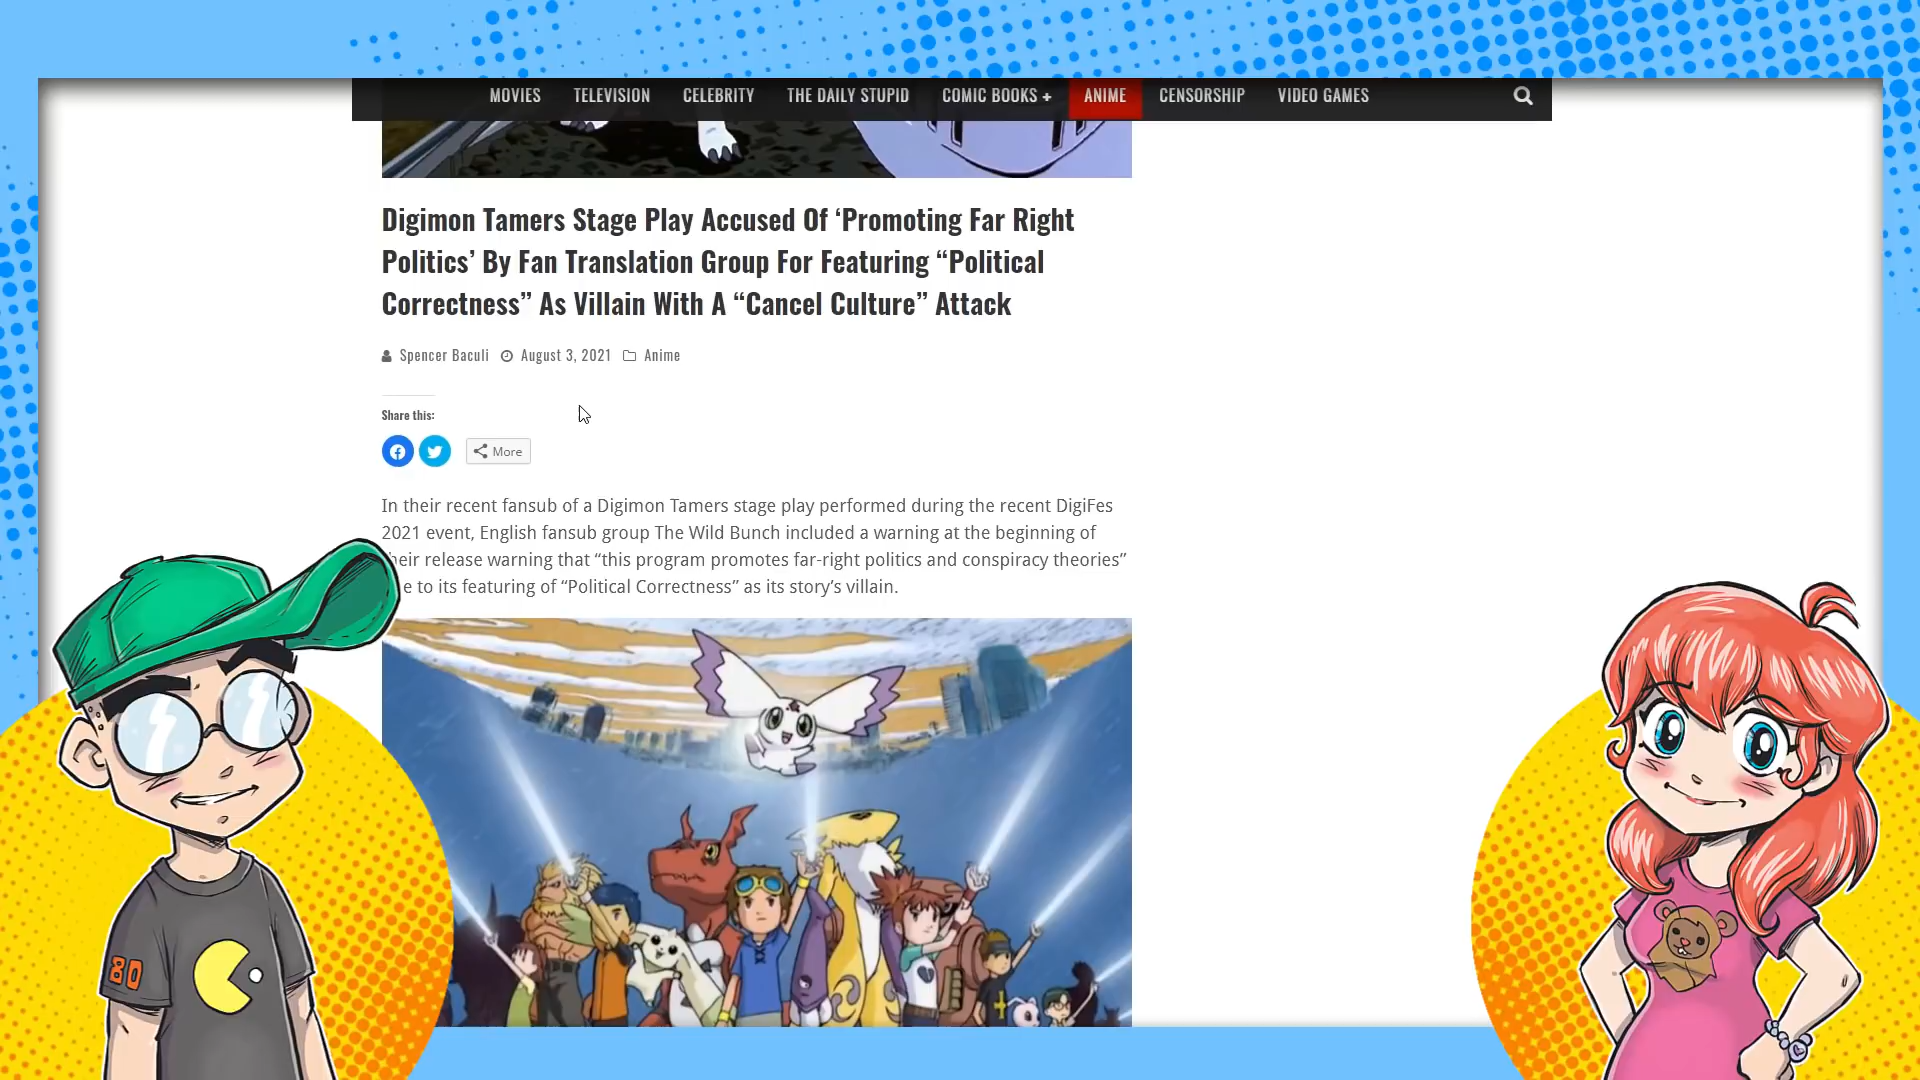 MOVIES TELEVISION CELEBRITY THE DAILY STUPID COMIC BOOKS + ANIME CENSORSHIP VIDEO GAMES
Digimon Tamers Stage Play Accused Of ‘Promoting Far Right
Politics’ By Fan Translation Group For Featuring “Political
Correctness” As Villain With A “Cancel Culture” Attack
Spencer Baculi August 3, 2021 Anime
Share this:
More
In their recent fansub of a Digimon Tamers stage play performed during the recent DigiFes
2021 event, English fansub group The Wild Bunch included a warning at the beginning of
heir release warning that “this program promotes far-right politics and conspiracy theories”
e to its featuring of “Political Correctness” as its story’s villain.
80